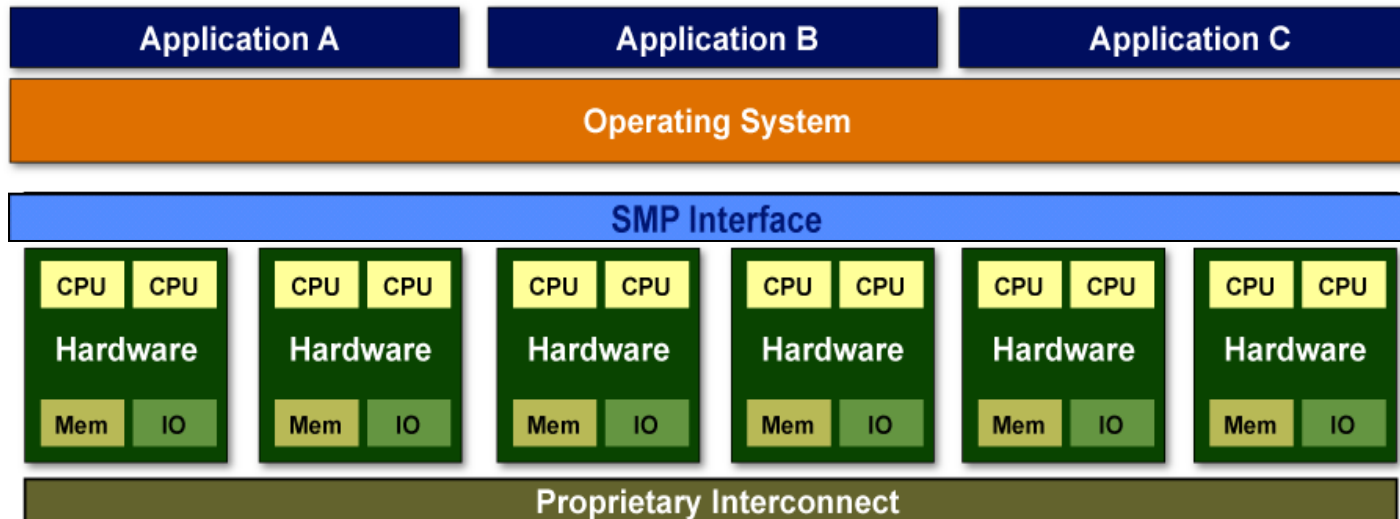 Application A Application B Application C
Operating System
SMP Interface
CPU CPU CPU CPU CPU CPU CPU CPU CPU CPU CPU CPU
Hardware Hardware Hardware Hardware Hardware Hardware
Mem IO Mem IO Mem IO Mem IO Mem IO Mem IO
Proprietary Interconnect